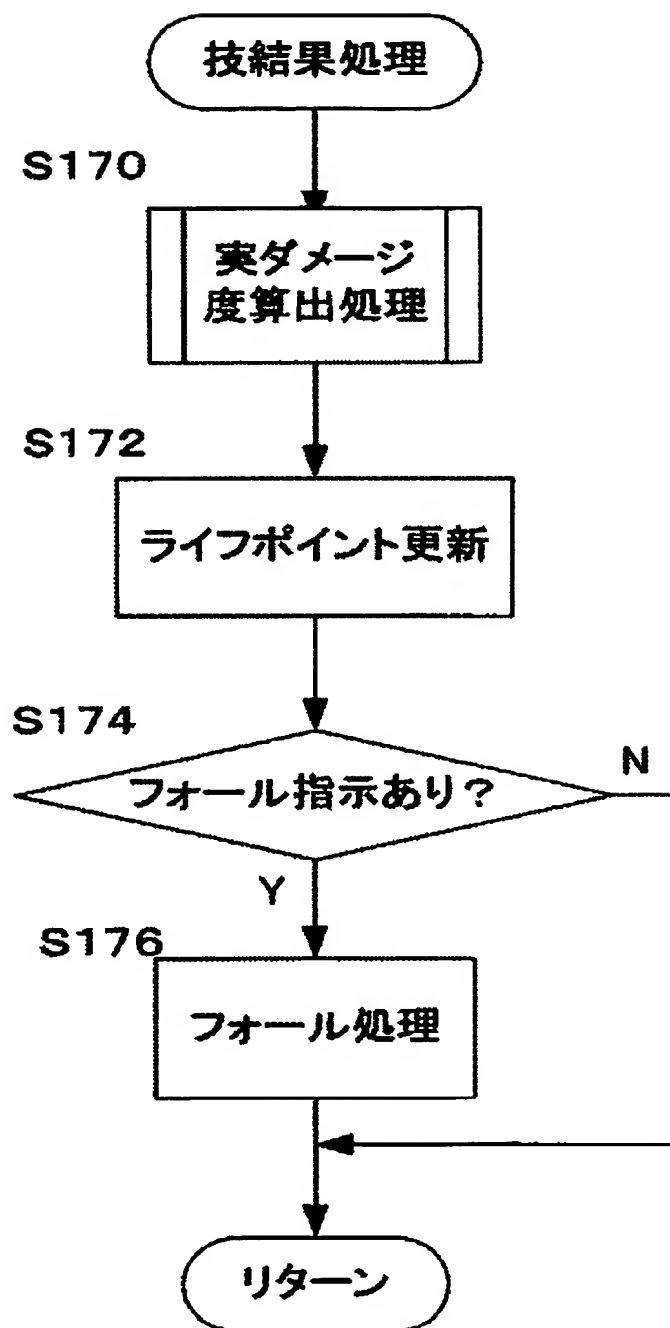 技結果処理
S170
実ダメージ
度算出処理
S172
ライフポイント更新
S174
フォール指示あり？
N
Y
S176
フォール処理
リターン